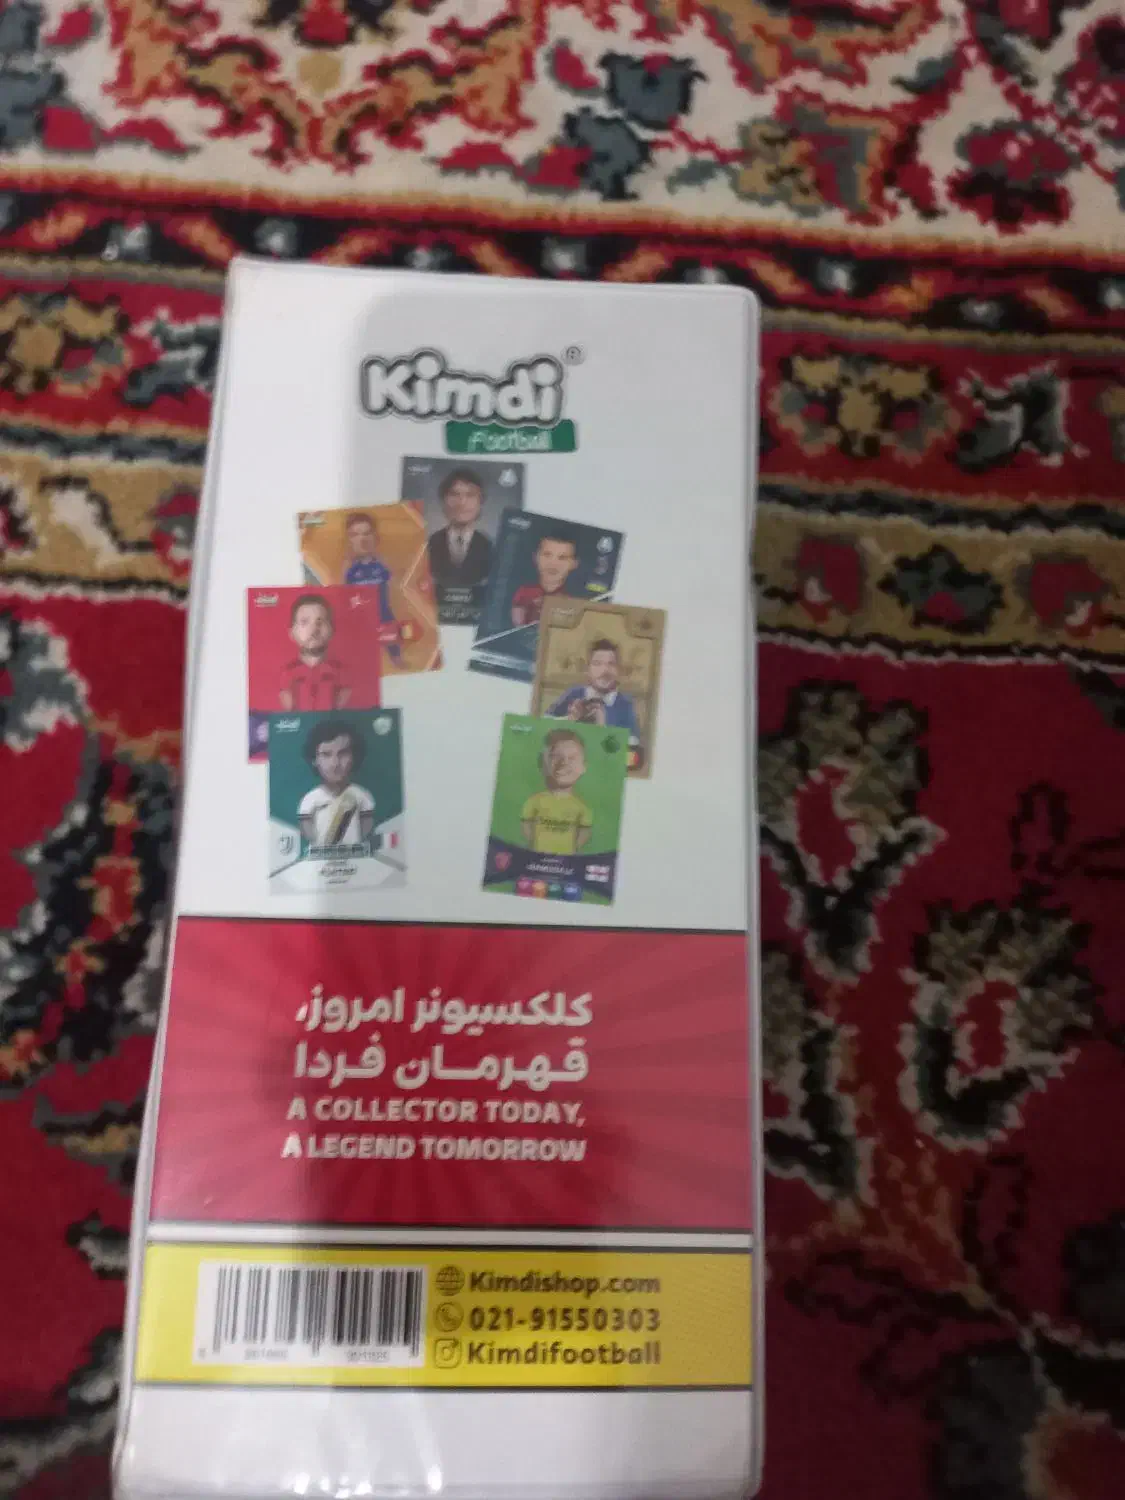 Kimdi®
Football
کلکسیونر امروز،
قهرمان فردا
A COLLECTOR TODAY,
A LEGEND TOMORROW
Kimdishop.com
021-91550303
Kimdifootball